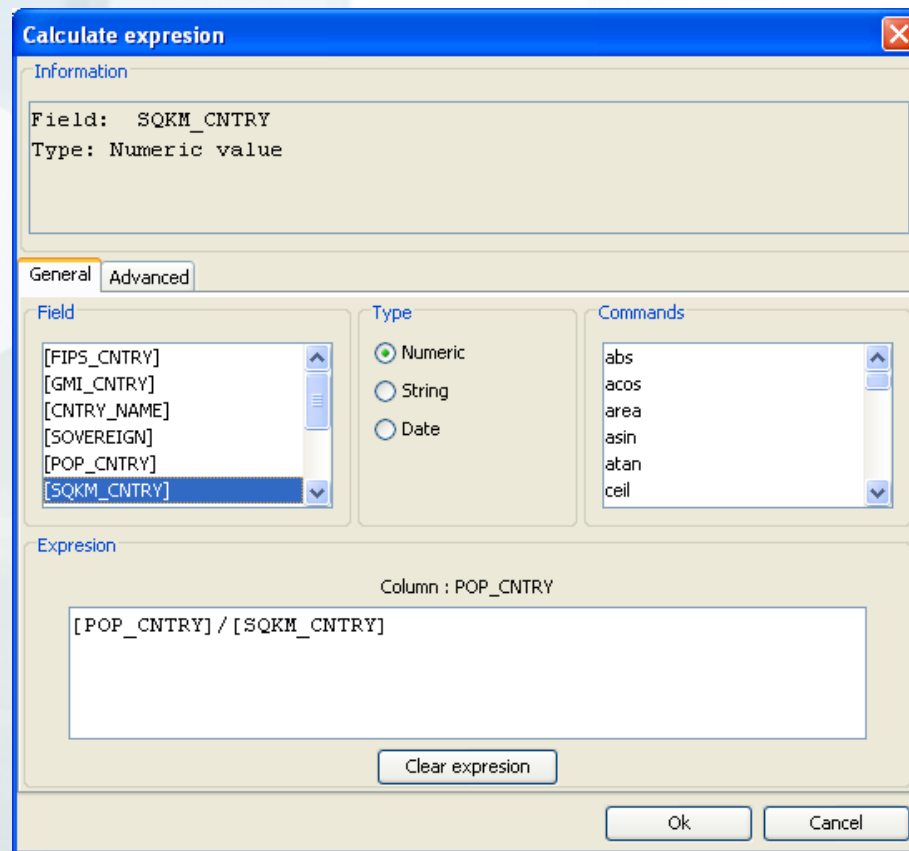 Calculate expresion
Information
Field:  SQKM_CNTRY
Type: Numeric value
General
Advanced
Field
[FIPS_CNTRY]
[GMI_CNTRY]
[CNTRY_NAME]
[SOVEREIGN]
[POP_CNTRY]
[SQKM_CNTRY]
Type
Numeric
String
Date
Commands
abs
acos
area
asin
atan
ceil
Expresion
Column : POP_CNTRY
[POP_CNTRY]/[SQKM_CNTRY]
Clear expresion
Ok
Cancel